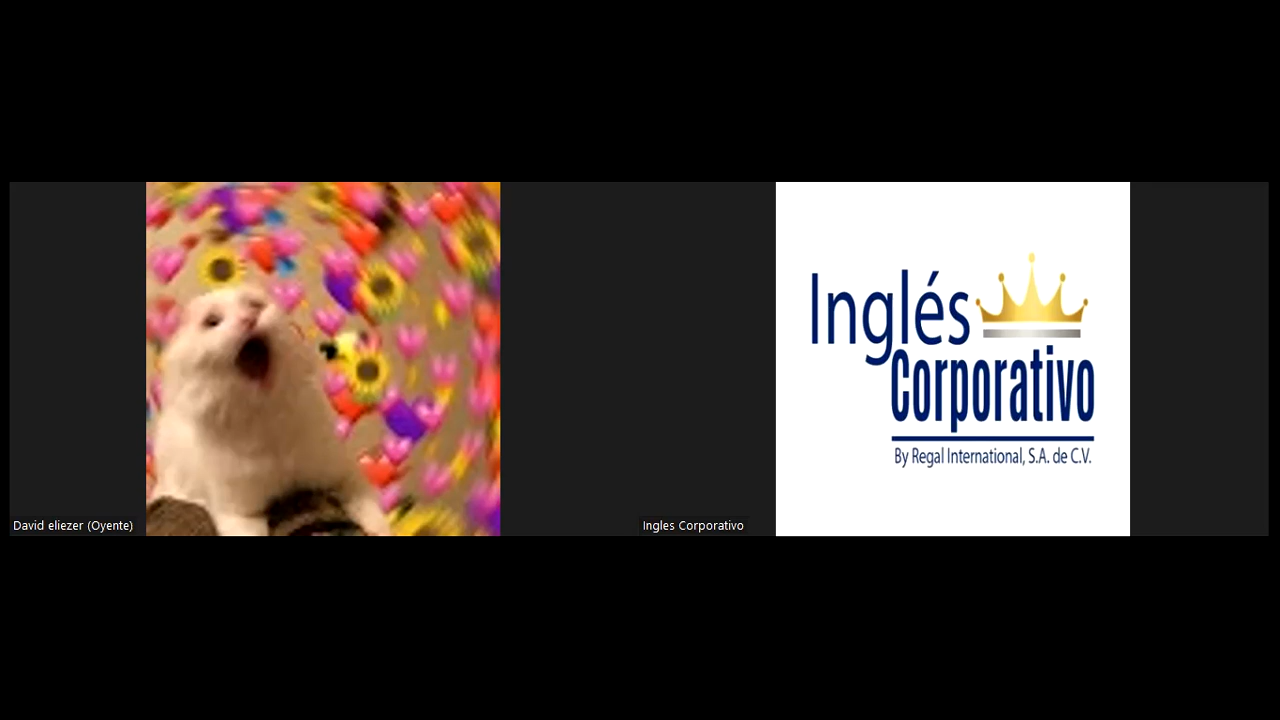 Inglés
Corporativo
By Regal International, S.A. de C.V.
David eliezer (Oyente)
Ingles Corporativo